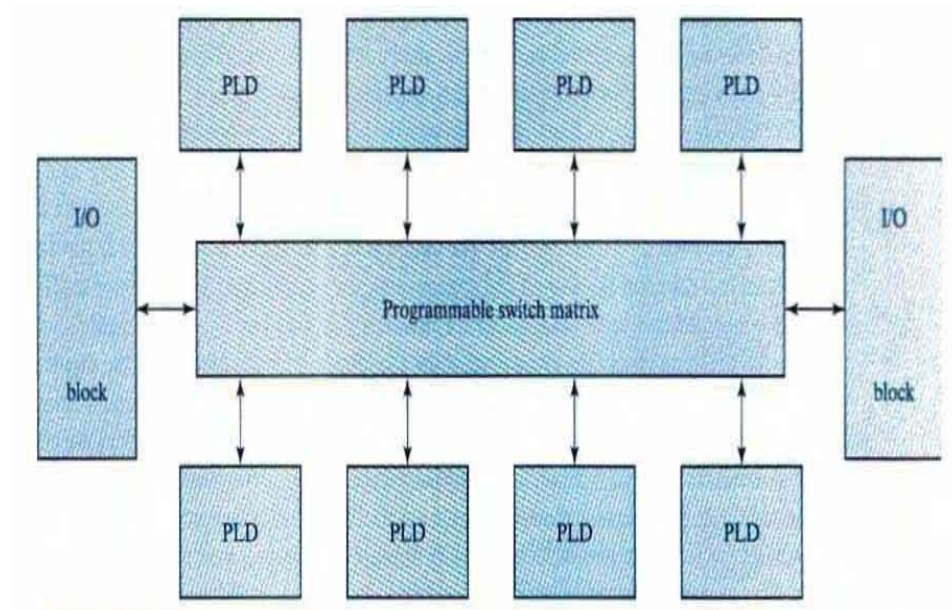 PLD PLD PLD PLD
I/O I/O
Programmable switch matrix
block block
PLD PLD PLD PLD